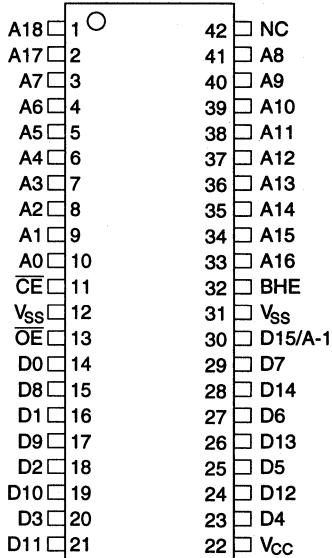 A18 1 42 NC
A17 2 41 A8
A7 3 40 A9
A6 4 39 A10
A5 5 38 A11
A4 6 37 A12
A3 7 36 A13
A2 8 35 A14
A1 9 34 A15
A0 10 33 A16
C̅E̅ 11 32 BHE
VSS 12 31 VSS
O̅E̅ 13 30 D15/A-1
D0 14 29 D7
D8 15 28 D14
D1 16 27 D6
D9 17 26 D13
D2 18 25 D5
D10 19 24 D12
D3 20 23 D4
D11 21 22 VCC